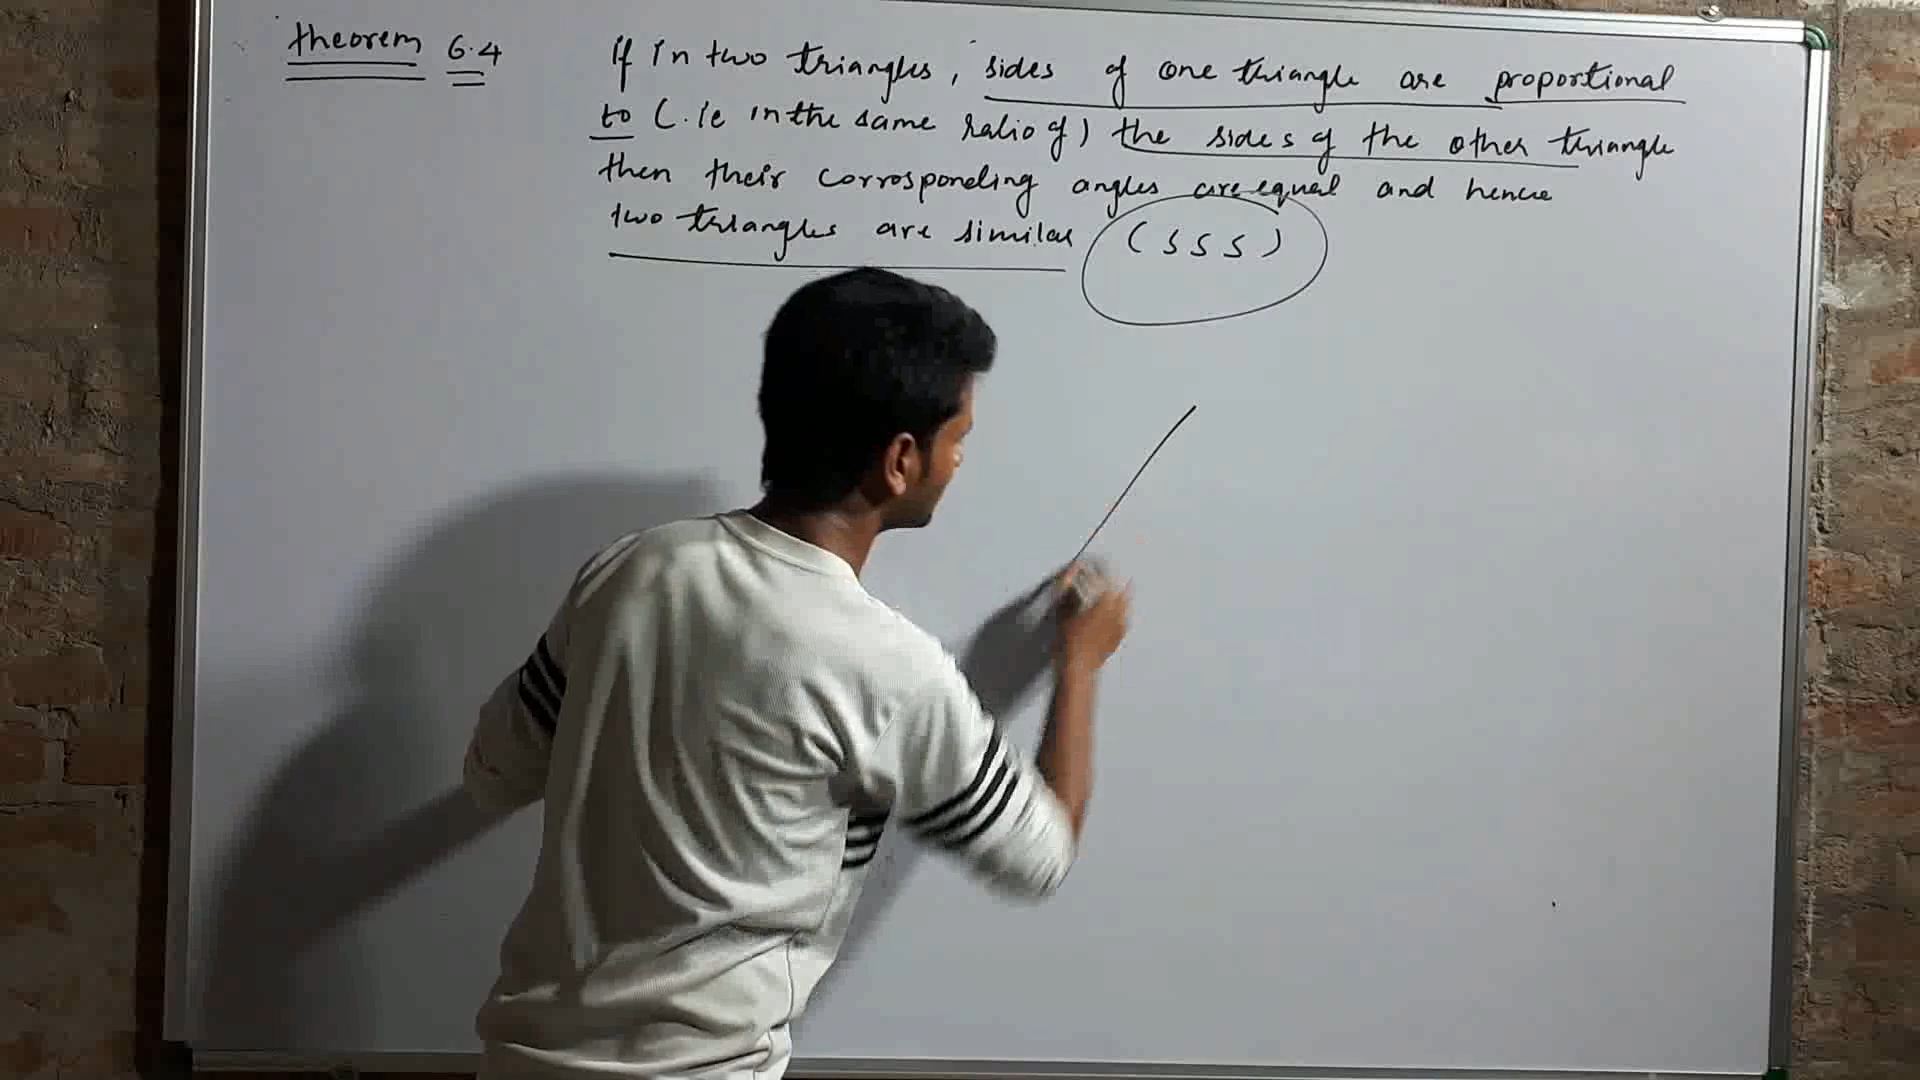 theorem 6.4
If in two triangles, sides of one triangle are proportional
to (.ie in the same ratio of) the sides of the other triangle
then their corrosponding angles are equal and hence
two triangles are similar (SSS)